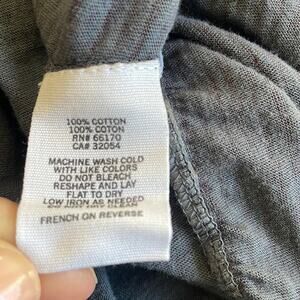 100% COTTON
100% COTON
RN# 66170
CA# 32054
MACHINE WASH COLD
WITH LIKE COLORS
DO NOT BLEACH
RESHAPE AND LAY
FLAT TO DRY
LOW IRON AS NEEDED
FRENCH ON REVERSE